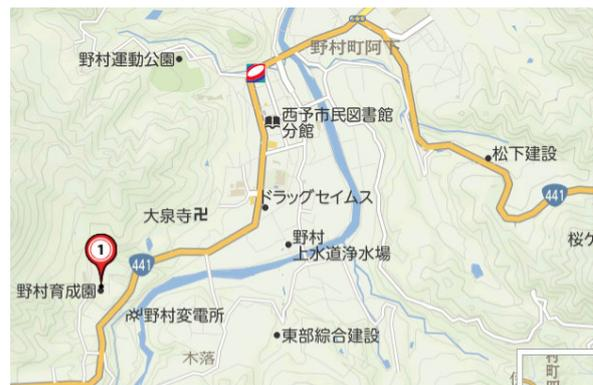 野村町阿下
野村運動公園
西予市民図書館
分館
松下建設
441
ドラッグセイムス
大泉寺
桜ケ
野村
上水道浄水場
1
441
野村育成園
野村変電所
東部綜合建設
木落